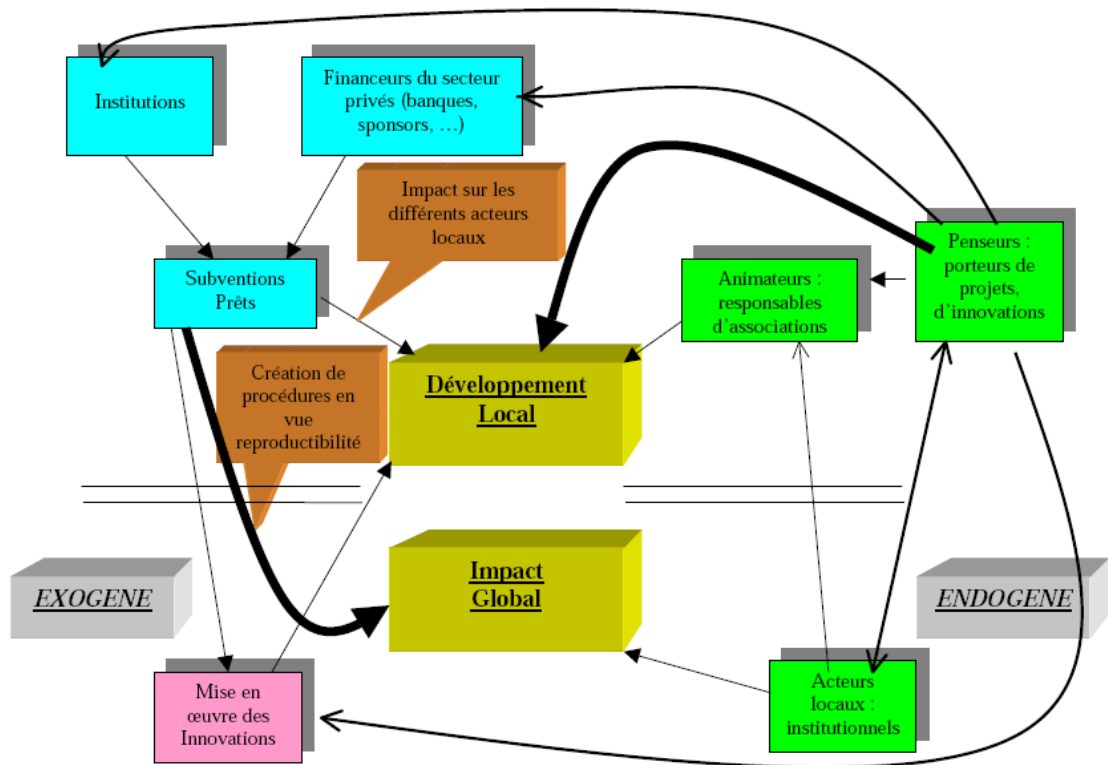 Institutions
Financeurs du secteur
privés (banques,
sponsors, …)
Impact sur les
différents acteurs
locaux
Penseurs :
porteurs de
projets,
d’innovations
Subventions
Prêts
Animateurs :
responsables
d’associations
Création de
procédures en
vue
reproductibilité
Développement
Local
EXOGENE
Impact
Global
ENDOGENE
Mise en
œuvre des
Innovations
Acteurs
locaux :
institutionnels